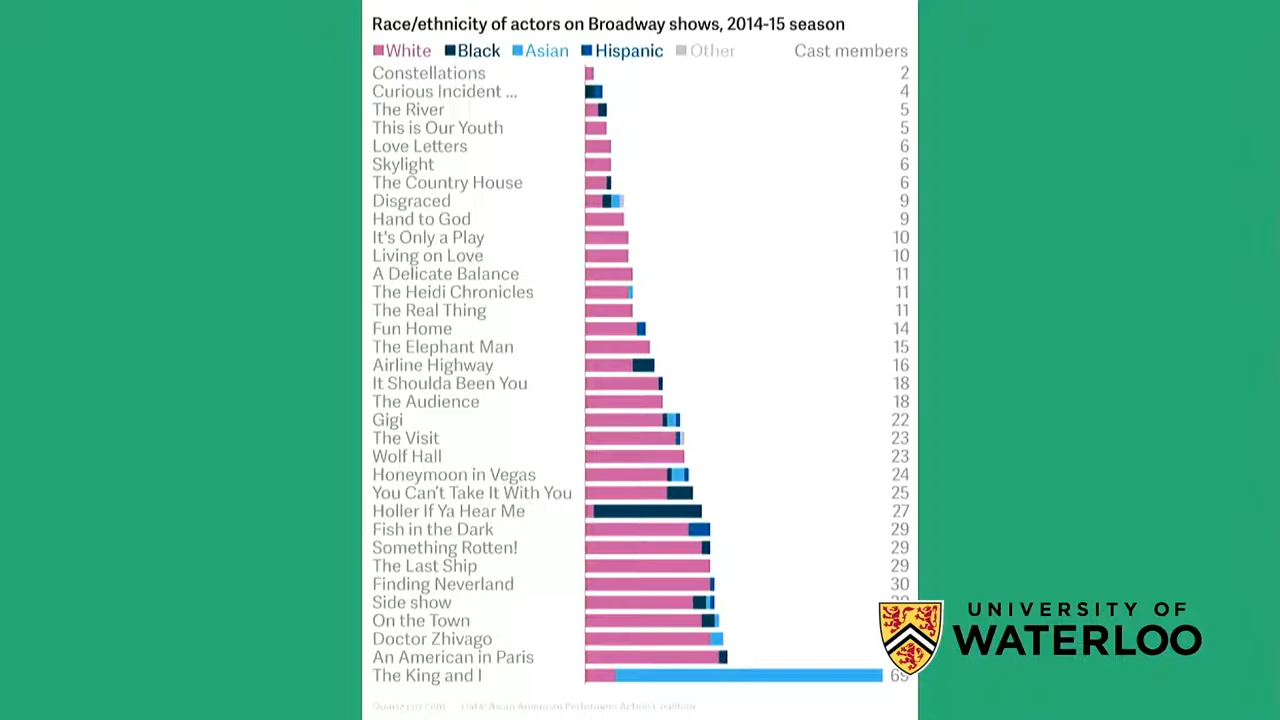 Race/ethnicity of actors on Broadway shows, 2014-15 season
White Black Asian Hispanic Other Cast members
Constellations 2
Curious Incident ... 4
The River 5
This is Our Youth 5
Love Letters 6
Skylight 6
The Country House 6
Disgraced 9
Hand to God 9
It's Only a Play 10
Living on Love 10
A Delicate Balance 11
The Heidi Chronicles 11
The Real Thing 11
Fun Home 14
The Elephant Man 15
Airline Highway 16
It Shoulda Been You 18
The Audience 18
Gigi 22
The Visit 23
Wolf Hall 23
Honeymoon in Vegas 24
You Can't Take It With You 25
Holler If Ya Hear Me 27
Fish in the Dark 29
Something Rotten! 29
The Last Ship 29
Finding Neverland 30
Side show
On the Town
Doctor Zhivago
An American in Paris
The King and I 69
Data: Asian American Performers Action Coalition
UNIVERSITY OF
WATERLOO